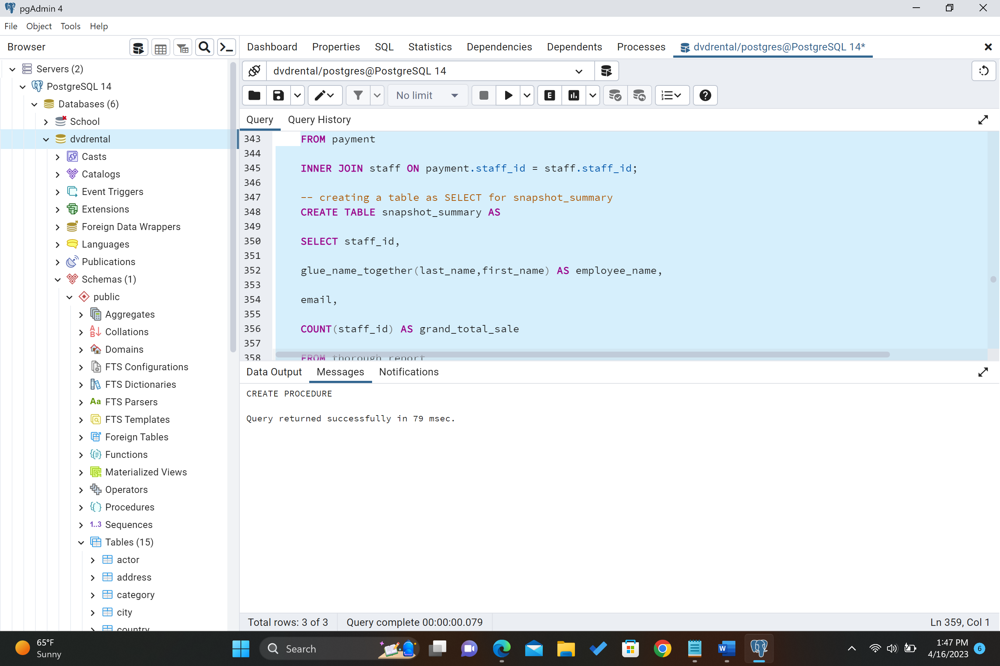 pgAdmin 4
File Object Tools Help
Browser
Dashboard Properties SQL Statistics Dependencies Dependents Processes dvdrental/postgres@PostgreSQL 14*
Servers (2)
PostgreSQL 14
Databases (6)
School
dvdrental
Casts
Catalogs
Event Triggers
Extensions
Foreign Data Wrappers
Languages
Publications
Schemas (1)
public
Aggregates
Collations
Domains
FTS Configurations
FTS Dictionaries
Aa FTS Parsers
FTS Templates
Foreign Tables
Functions
Materialized Views
Operators
Procedures
1..3 Sequences
Tables (15)
actor
address
category
city
country
dvdrental/postgres@PostgreSQL 14
No limit
E
Query Query History
343 FROM payment
344
345 INNER JOIN staff ON payment.staff_id = staff.staff_id;
346
347 -- creating a table as SELECT for snapshot_summary
348 CREATE TABLE snapshot_summary AS
349
350 SELECT staff_id,
351
352 glue_name_together(last_name,first_name) AS employee_name,
353
354 email,
355
356 COUNT(staff_id) AS grand_total_sale
357
358 FROM thorough_report
Data Output Messages Notifications
CREATE PROCEDURE
Query returned successfully in 79 msec.
Total rows: 3 of 3 Query complete 00:00:00.079 Ln 359, Col 1
65°F
Sunny
Search
W
1:47 PM
4/16/2023
6